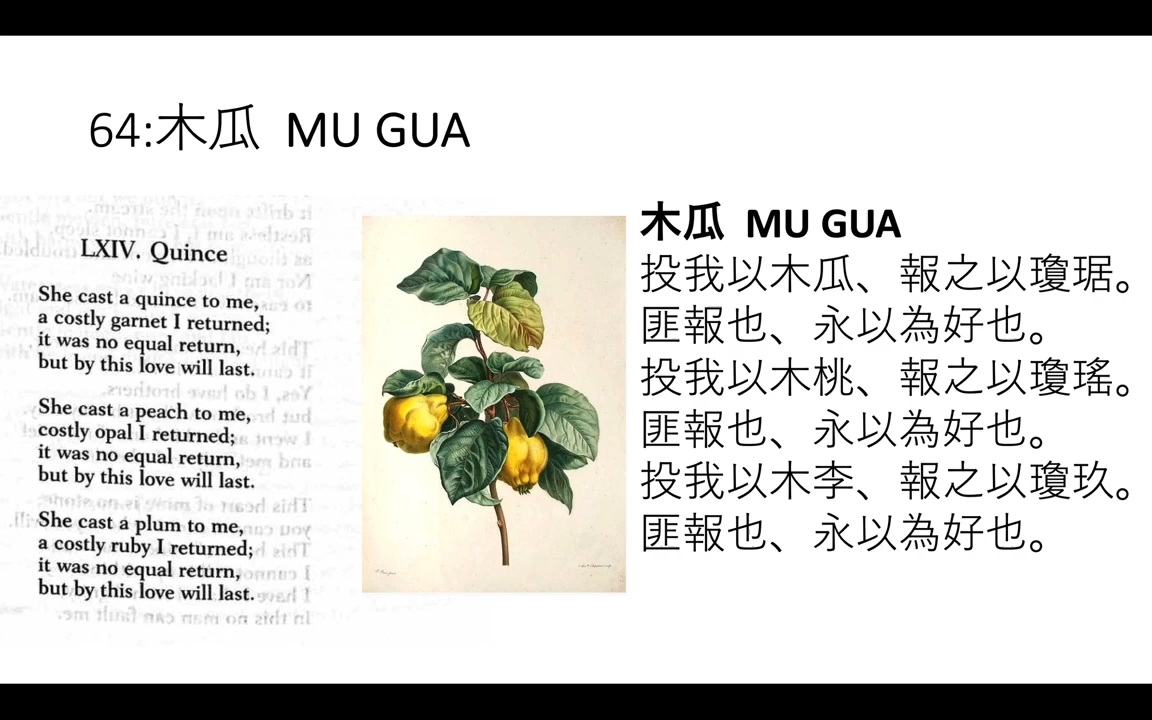 64:木瓜 MU GUA
LXIV. Quince
She cast a quince to me,
a costly garnet I returned;
it was no equal return,
but by this love will last.
She cast a peach to me,
costly opal I returned;
it was no equal return,
but by this love will last.
She cast a plum to me,
a costly ruby I returned;
it was no equal return,
but by this love will last.
木瓜 MU GUA
投我以木瓜、報之以瓊琚。
匪報也、永以為好也。
投我以木桃、報之以瓊瑤。
匪報也、永以為好也。
投我以木李、報之以瓊玖。
匪報也、永以為好也。